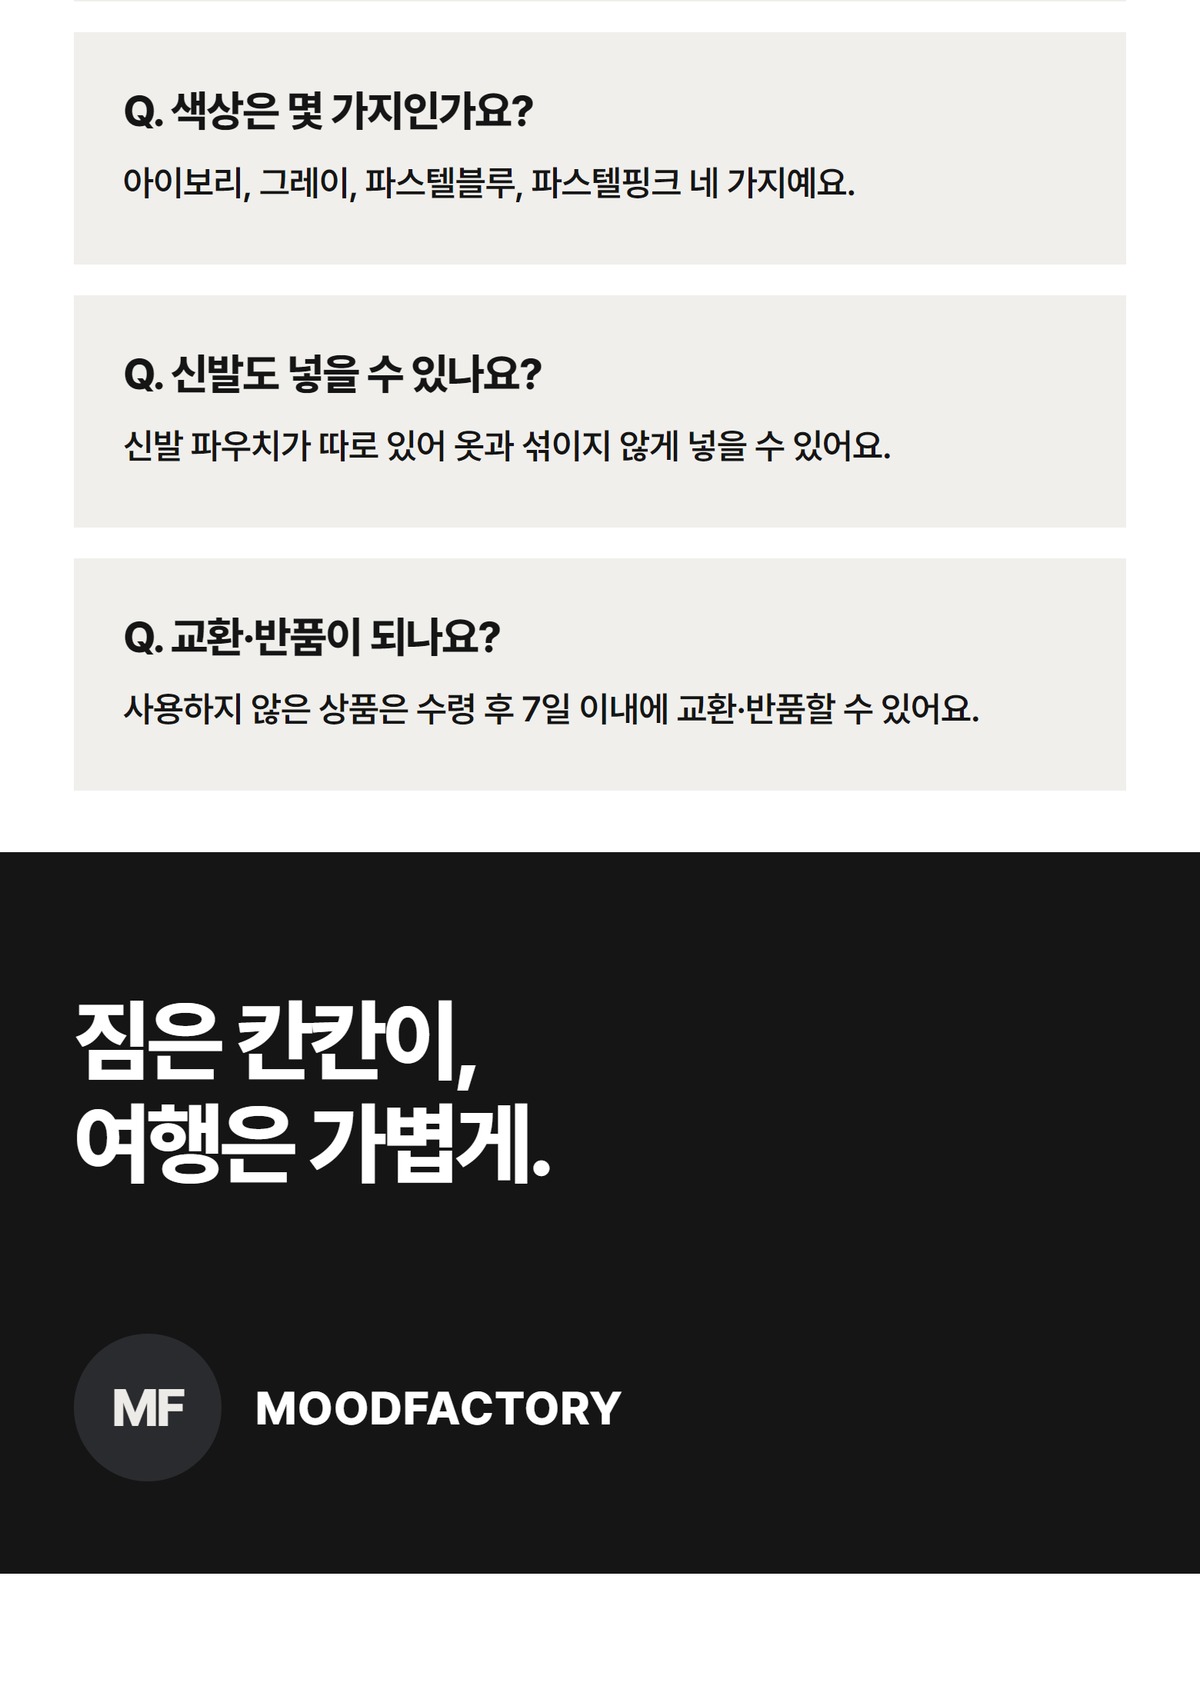 Q. 색상은 몇 가지인가요?
아이보리, 그레이, 파스텔블루, 파스텔핑크 네 가지예요.
Q. 신발도 넣을 수 있나요?
신발 파우치가 따로 있어 옷과 섞이지 않게 넣을 수 있어요.
Q. 교환·반품이 되나요?
사용하지 않은 상품은 수령 후 7일 이내에 교환·반품할 수 있어요.
짐은 칸칸이,
여행은 가볍게.
MF
MOODFACTORY